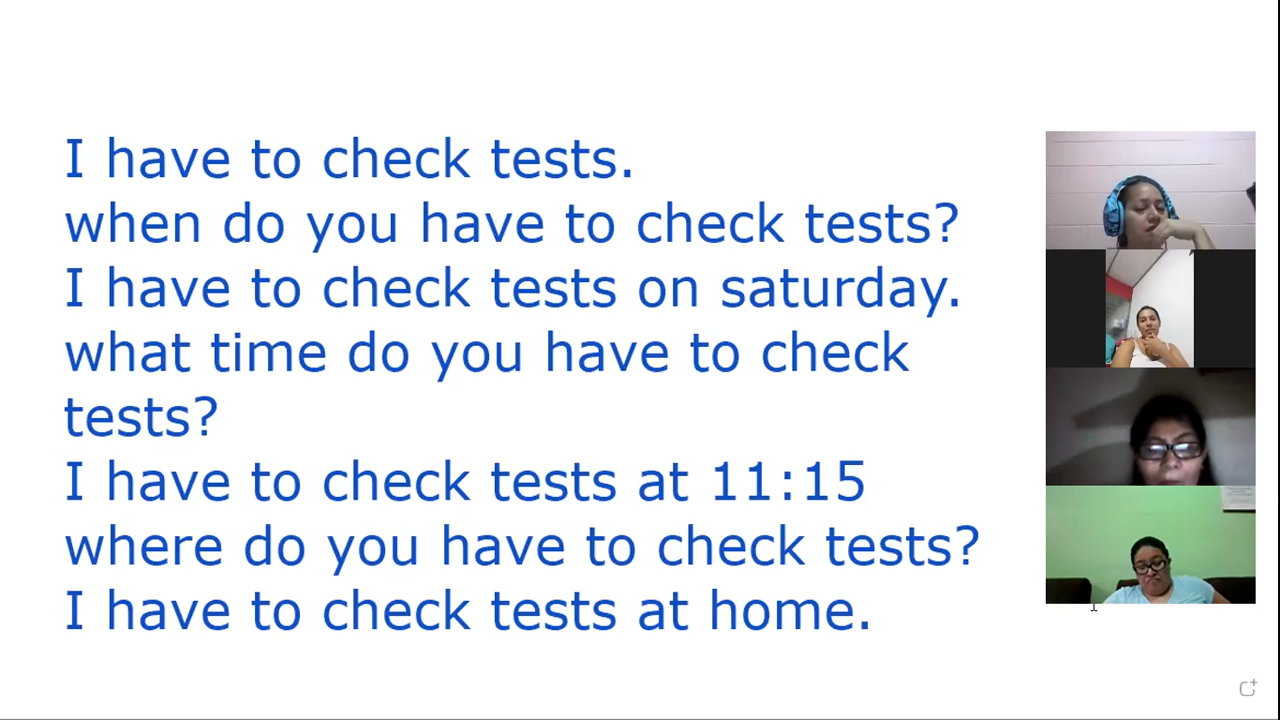 I have to check tests.
when do you have to check tests?
I have to check tests on saturday.
what time do you have to check
tests?
I have to check tests at 11:15
where do you have to check tests?
I have to check tests at home.